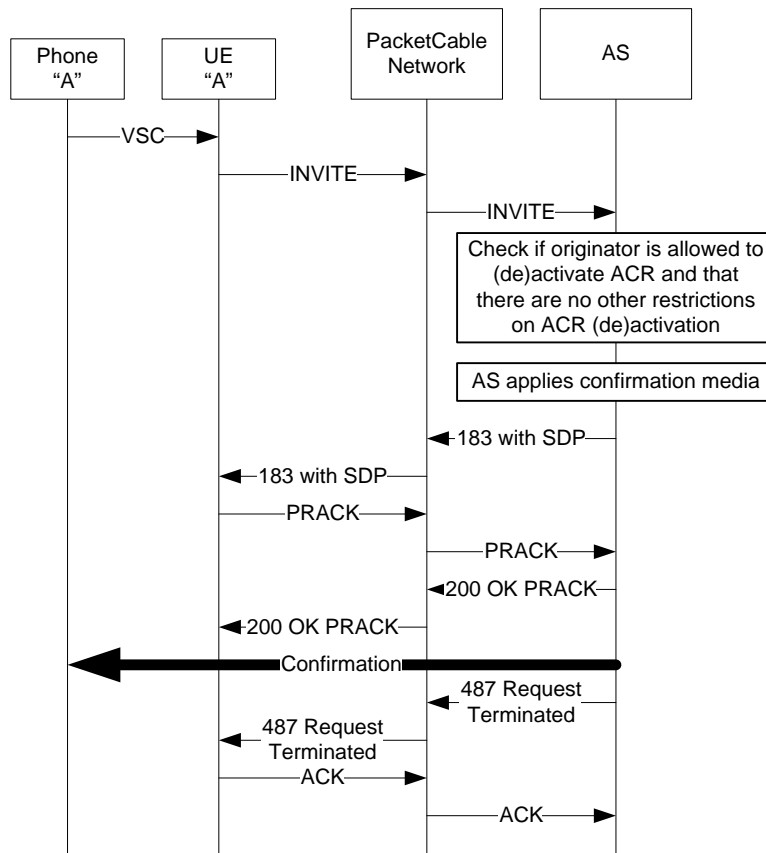 Phone
“A”
UE
“A”
PacketCable
Network
AS
VSC
INVITE
INVITE
Check if originator is allowed to
(de)activate ACR and that
there are no other restrictions
on ACR (de)activation
AS applies confirmation media
183 with SDP
183 with SDP
PRACK
PRACK
200 OK PRACK
200 OK PRACK
Confirmation
487 Request
Terminated
487 Request
Terminated
ACK
ACK